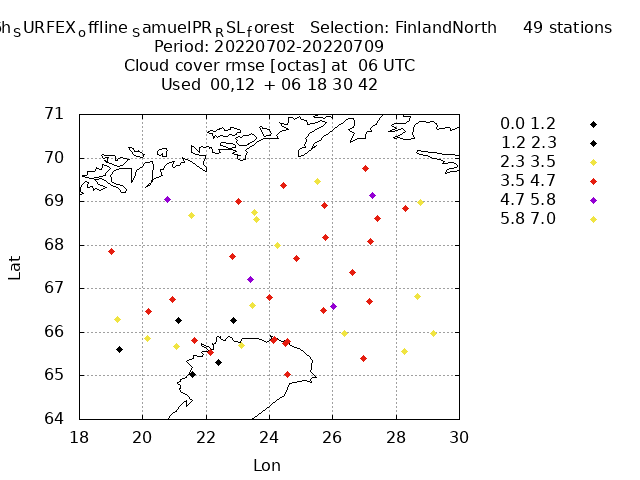 hSURFEXoffline SamuelPRRSLforest   Selection: FinlandNorth     49 stations
Period: 20220702-20220709
Cloud cover rmse [octas] at  06 UTC
Used  00,12  + 06 18 30 42
0.0 1.2
1.2 2.3
2.3 3.5
3.5 4.7
4.7 5.8
5.8 7.0
71
70
69
68
67
66
65
64
Lat
18 20 22 24 26 28 30
Lon